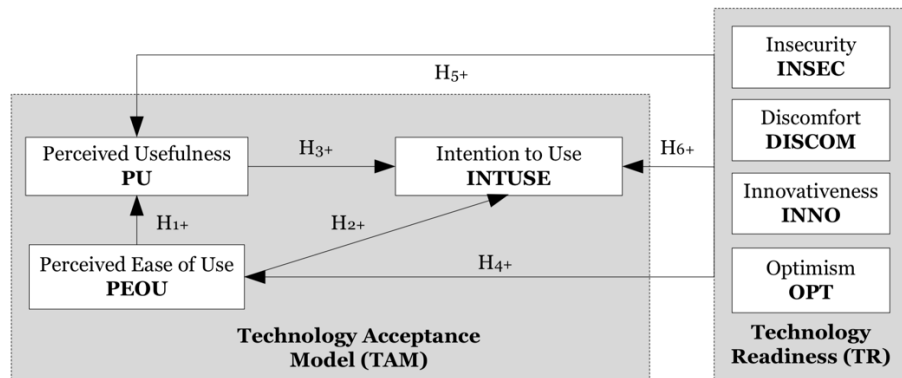 Insecurity
INSEC
H5+
Discomfort
DISCOM
Perceived Usefulness
PU
H3+
Intention to Use
INTUSE
H6+
Innovativeness
INNO
H1+
H2+
Perceived Ease of Use
PEOU
H4+
Optimism
OPT
Technology Acceptance
Model (TAM)
Technology
Readiness (TR)